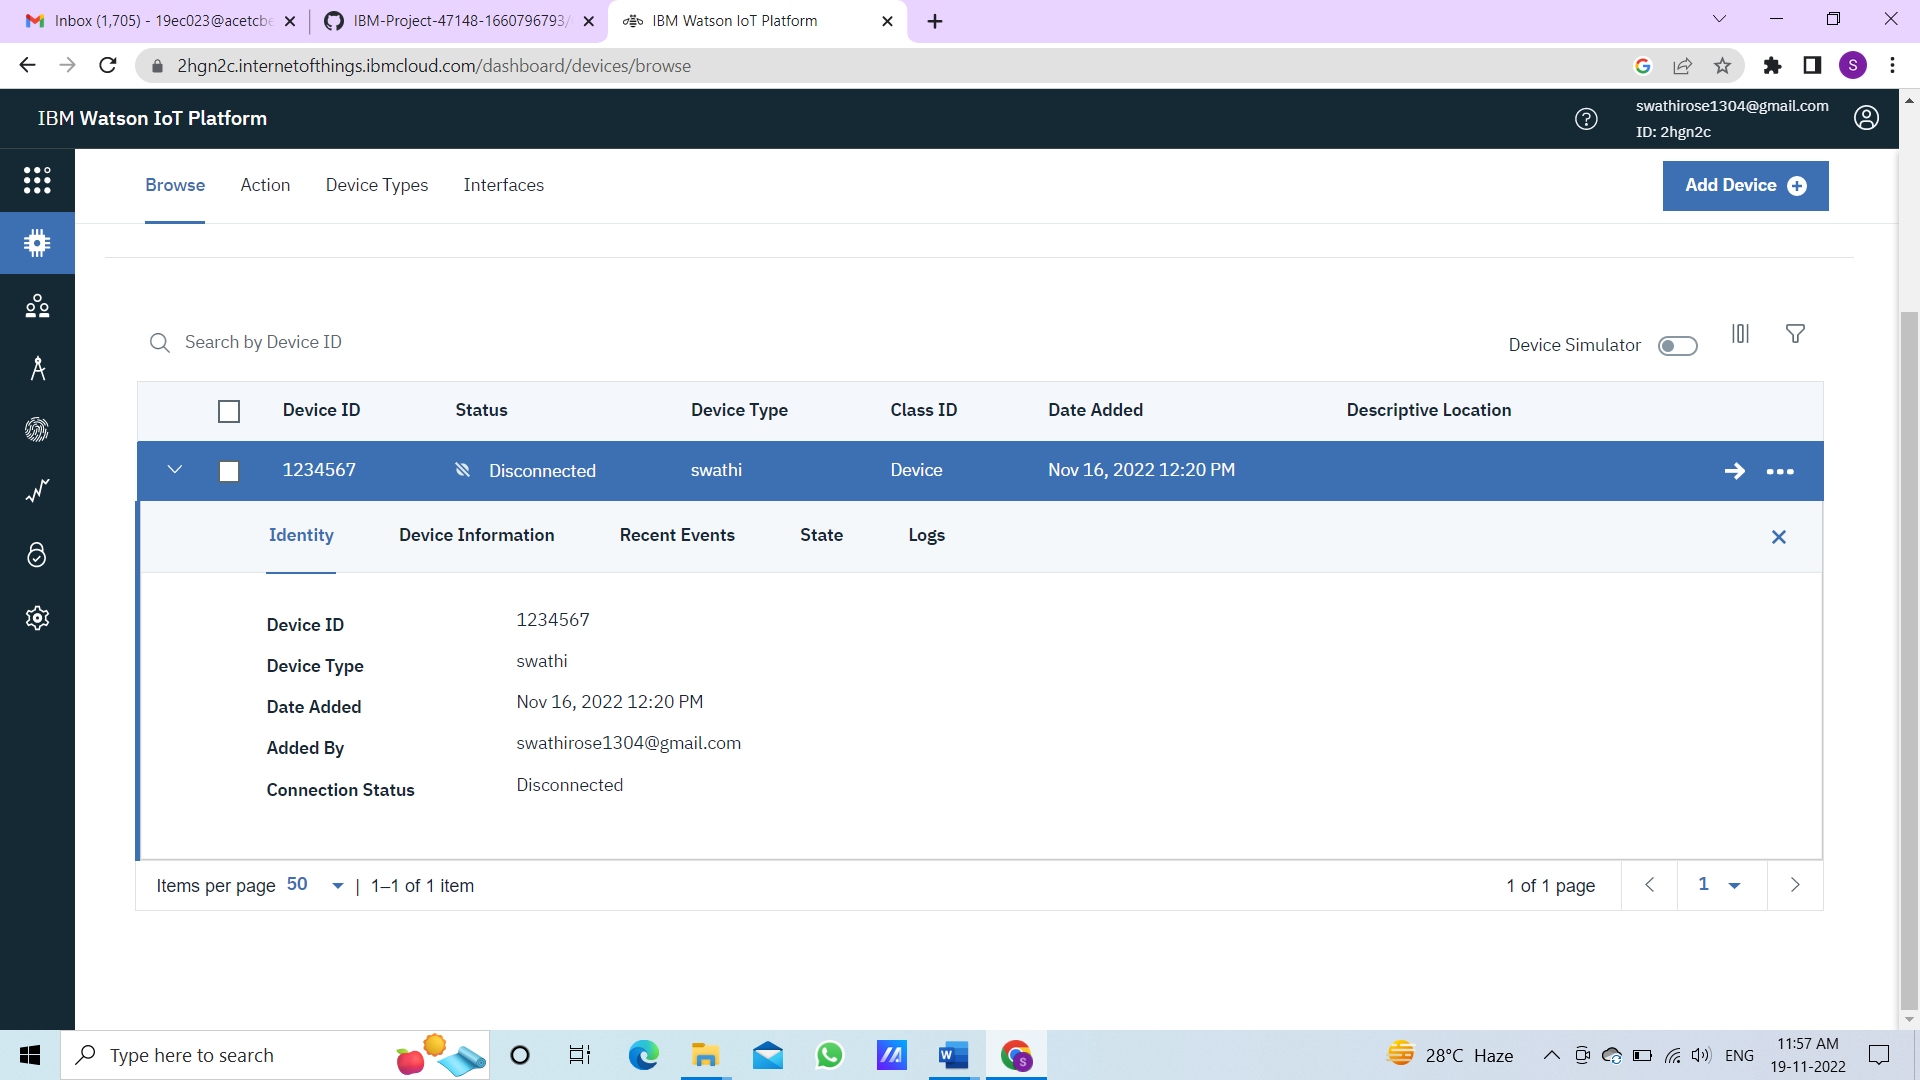 Inbox (1,705) - 19ec023@acetcbe
IBM-Project-47148-1660796793/
IBM Watson IoT Platform
2hgn2c.internetofthings.ibmcloud.com/dashboard/devices/browse
S
IBM Watson IoT Platform
swathirose1304@gmail.com
ID: 2hgn2c
Browse
Action
Device Types
Interfaces
Add Device
Search by Device ID
Device Simulator
Device ID Status Device Type Class ID Date Added Descriptive Location
1234567 Disconnected swathi Device Nov 16, 2022 12:20 PM
Identity Device Information Recent Events State Logs
Device ID 1234567
Device Type swathi
Date Added Nov 16, 2022 12:20 PM
Added By swathirose1304@gmail.com
Connection Status Disconnected
Items per page 50 | 1–1 of 1 item
1 of 1 page
1
Type here to search
28°C Haze
ENG
11:57 AM
19-11-2022